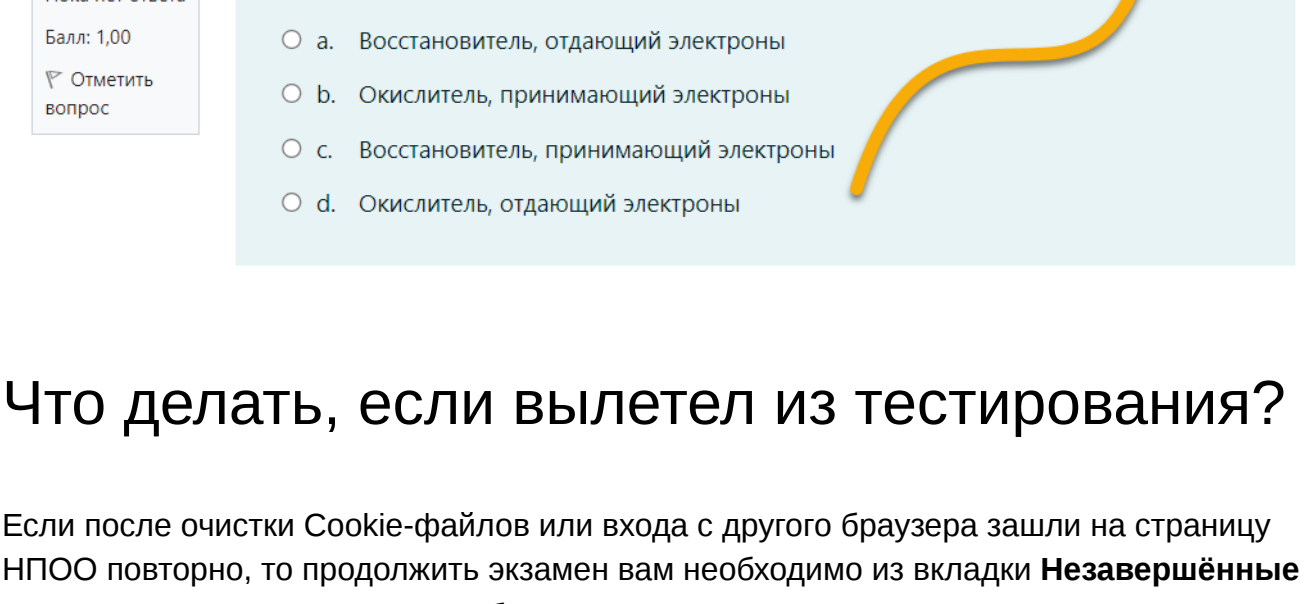 Балл: 1,00
Отметить
вопрос
a. Восстановитель, отдающий электроны
b. Окислитель, принимающий электроны
c. Восстановитель, принимающий электроны
d. Окислитель, отдающий электроны
Что делать, если вылетел из тестирования?
Если после очистки Cookie-файлов или входа с другого браузера зашли на страницу
НПОО повторно, то продолжить экзамен вам необходимо из вкладки Незавершённые